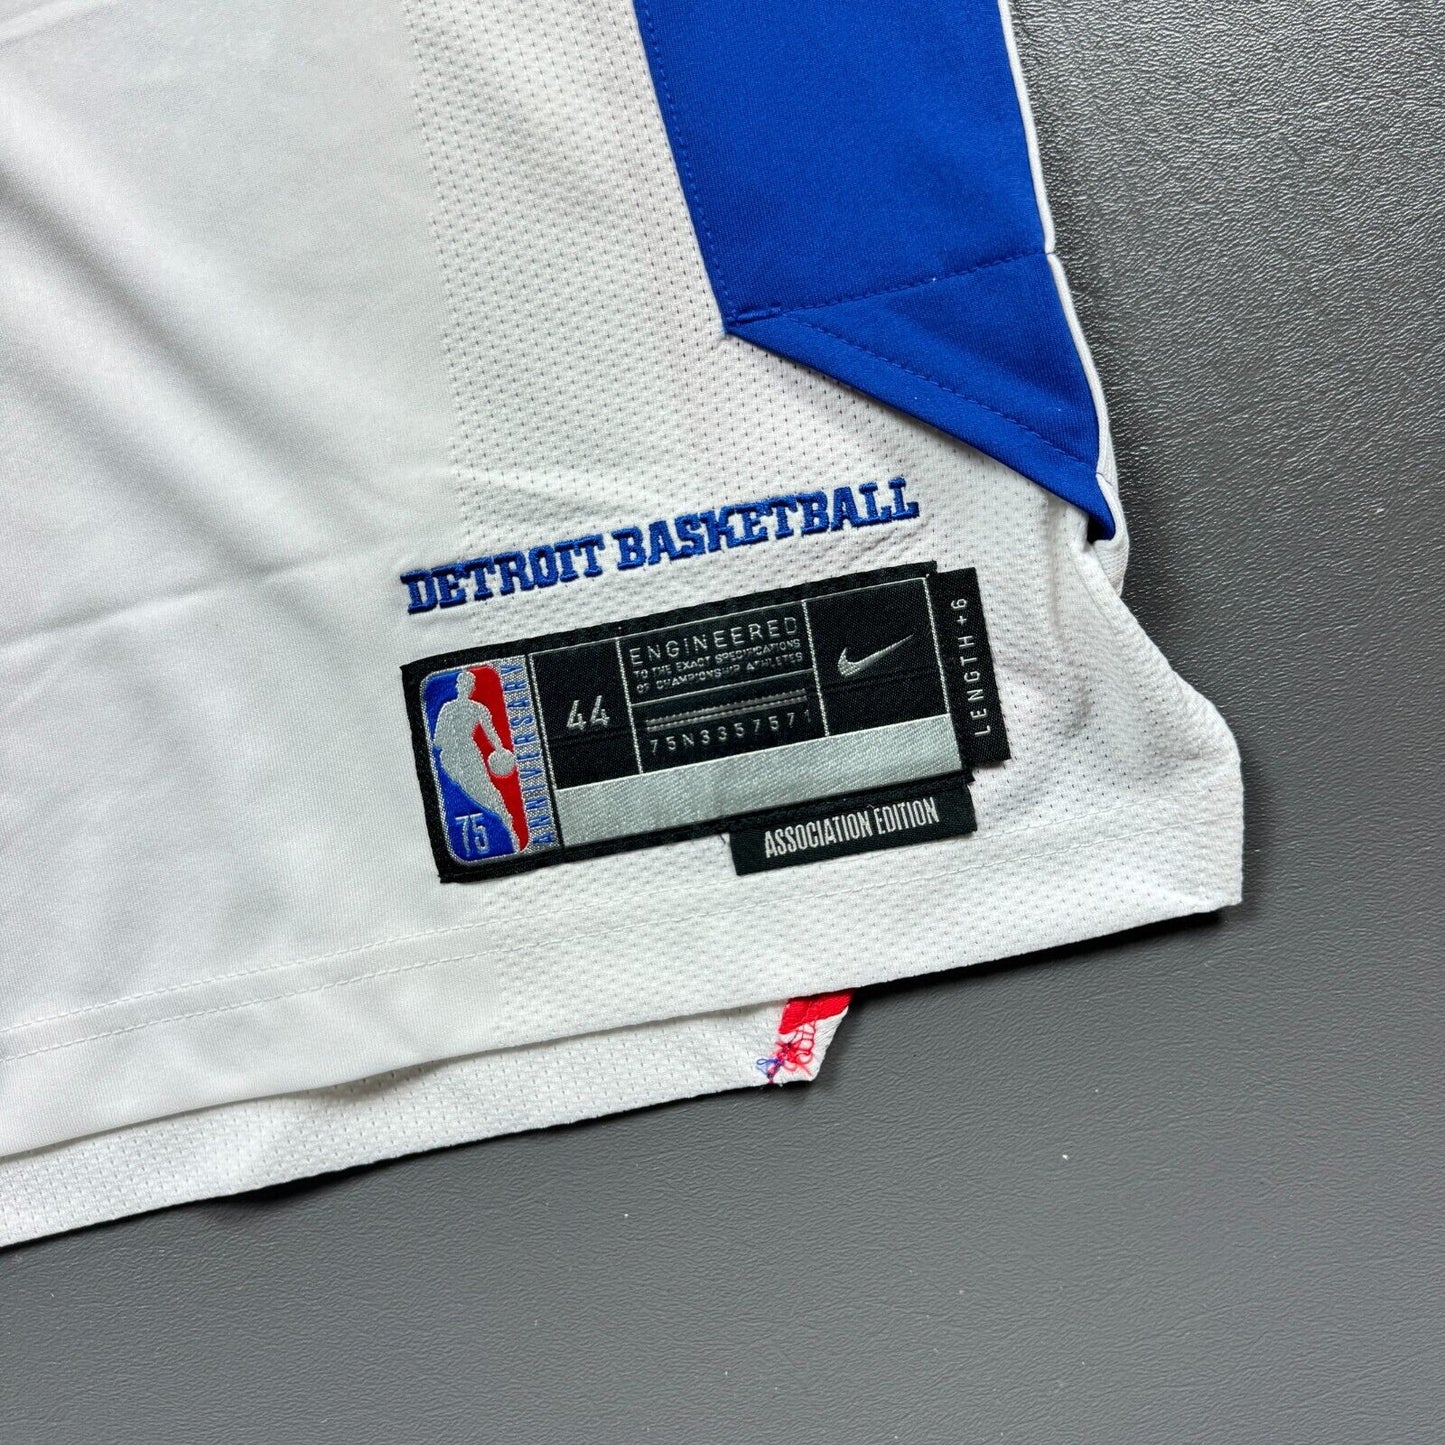 DETROIT BASKETBALL
75
ANNIVERSARY
44
ENGINEERED
TO THE EXACT SPECIFICATIONS
OF CHAMPIONSHIP ATHLETES
75N3357571
LENGTH +6
ASSOCIATION EDITION